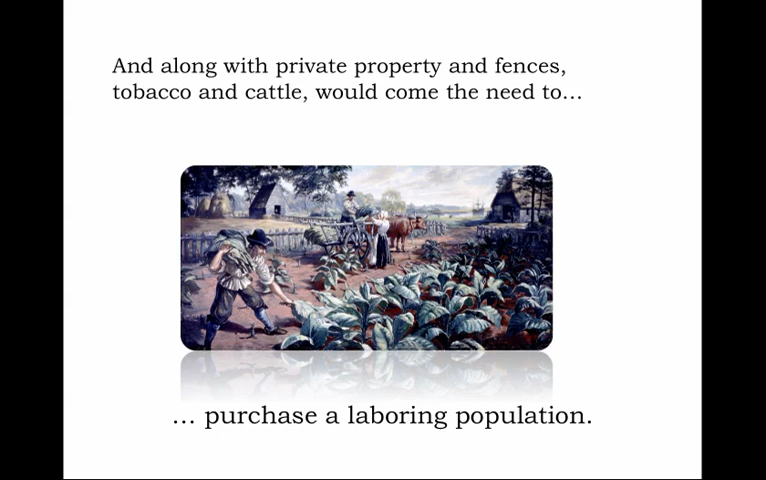 And along with private property and fences,
tobacco and cattle, would come the need to…
… purchase a laboring population.